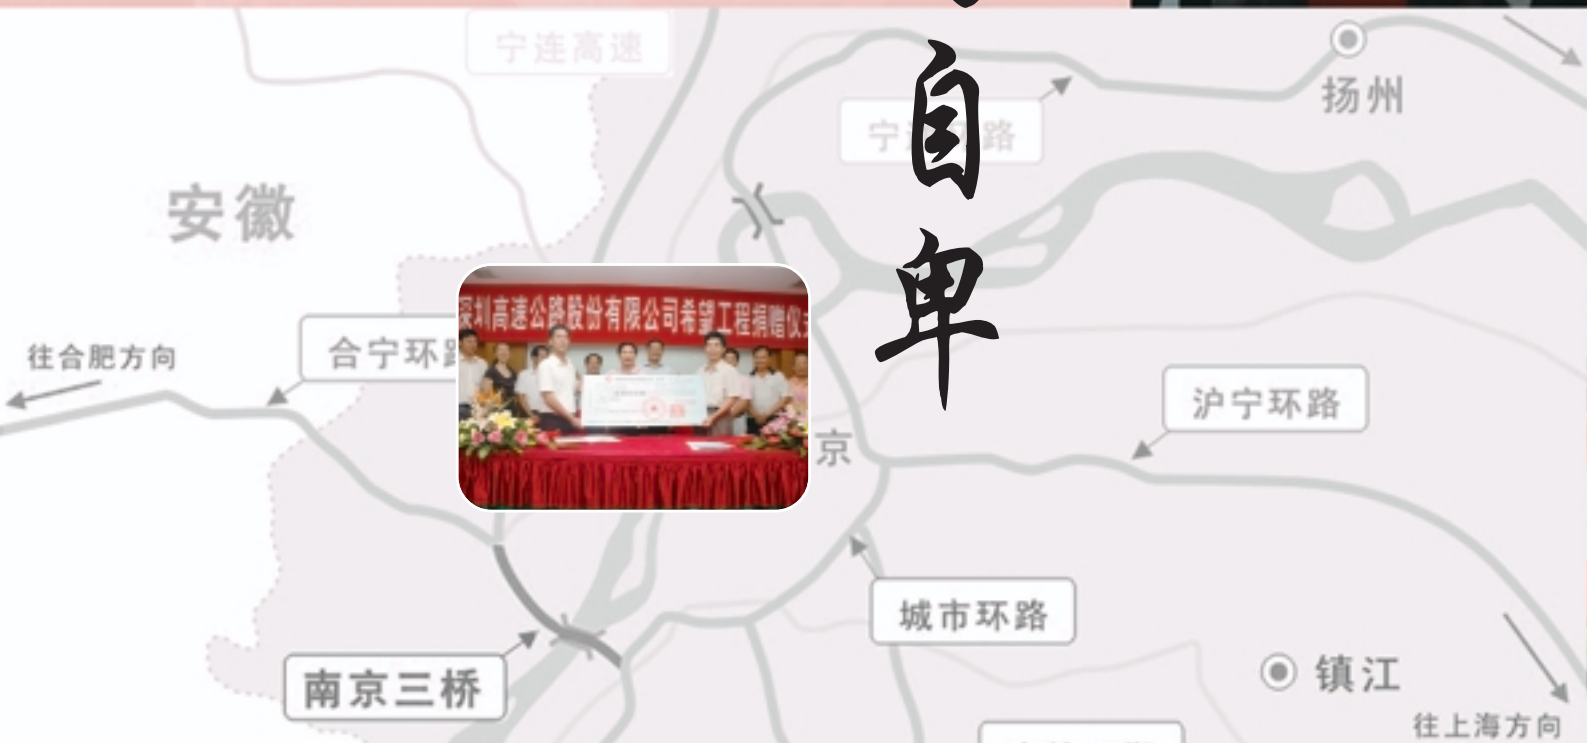 宁连高速
扬州
自
卑
安徽
深圳高速公路股份有限公司希望工程捐赠仪式
往合肥方向
合宁环路
沪宁环路
京
城市环路
南京三桥
镇江
往上海方向